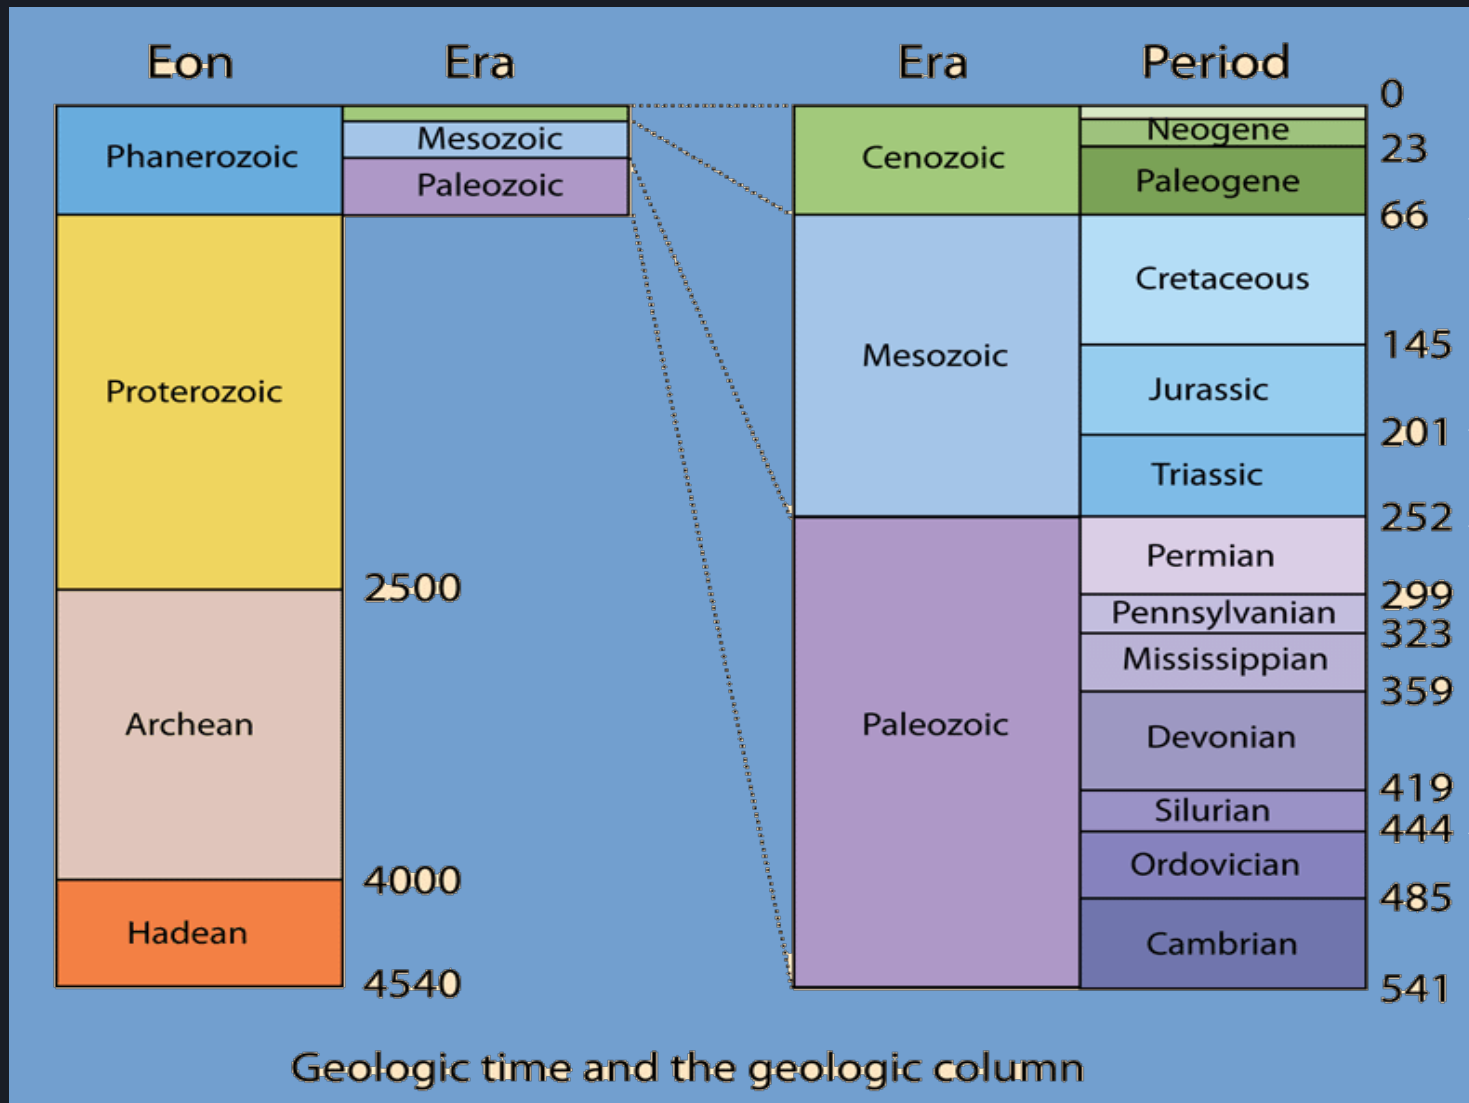 Eon
Era
Era
Period
Phanerozoic
Mesozoic
Paleozoic
Proterozoic
2500
Archean
4000
Hadean
4540
Cenozoic
Mesozoic
Paleozoic
0
Neogene
23
Paleogene
66
Cretaceous
145
Jurassic
201
Triassic
252
Permian
299
Pennsylvanian
323
Mississippian
359
Devonian
419
Silurian
444
Ordovician
485
Cambrian
541
Geologic time and the geologic column